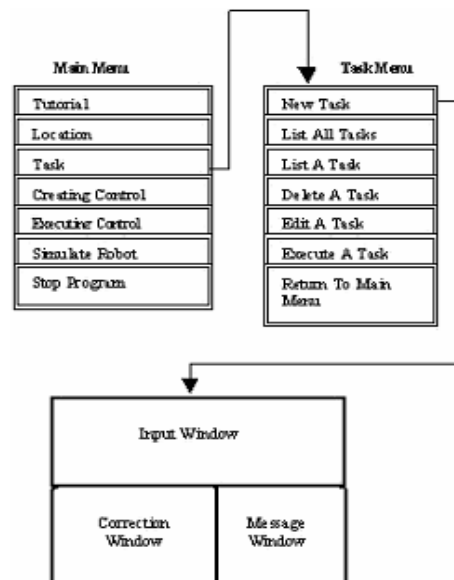 Main Menu
Tutorial
Location
Task
Creating Control
Executing Control
Simulate Robot
Stop Program
Task Menu
New Task
List All Tasks
List A Task
Delete A Task
Edit A Task
Execute A Task
Return To Main
Menu
Input Window
Correction
Window
Message
Window